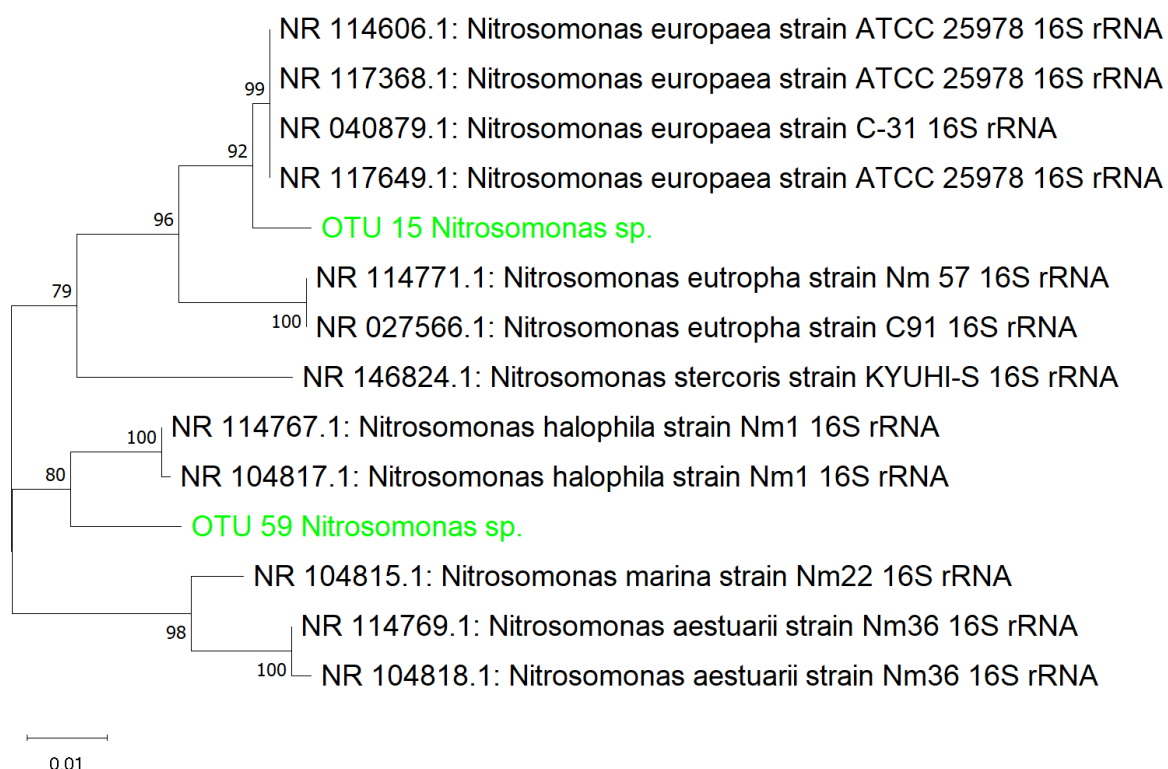 NR 114606.1: Nitrosomonas europaea strain ATCC 25978 16S rRNA
99
NR 117368.1: Nitrosomonas europaea strain ATCC 25978 16S rRNA
NR 040879.1: Nitrosomonas europaea strain C-31 16S rRNA
92
NR 117649.1: Nitrosomonas europaea strain ATCC 25978 16S rRNA
96
OTU 15 Nitrosomonas sp.
NR 114771.1: Nitrosomonas eutropha strain Nm 57 16S rRNA
79
100
NR 027566.1: Nitrosomonas eutropha strain C91 16S rRNA
NR 146824.1: Nitrosomonas stercoris strain KYUHI-S 16S rRNA
NR 114767.1: Nitrosomonas halophila strain Nm1 16S rRNA
100
80
NR 104817.1: Nitrosomonas halophila strain Nm1 16S rRNA
OTU 59 Nitrosomonas sp.
NR 104815.1: Nitrosomonas marina strain Nm22 16S rRNA
98
NR 114769.1: Nitrosomonas aestuarii strain Nm36 16S rRNA
100
NR 104818.1: Nitrosomonas aestuarii strain Nm36 16S rRNA
0.01